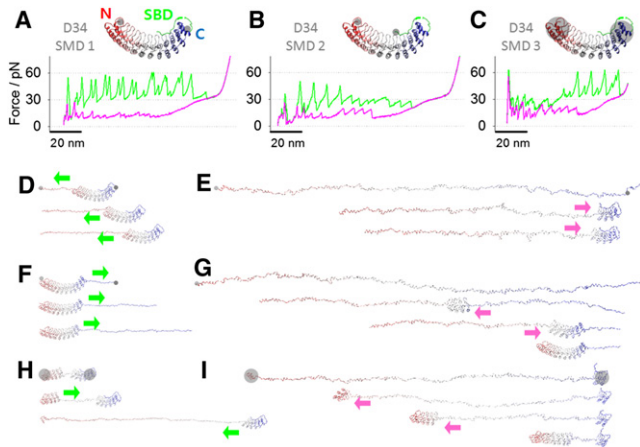 A
N
SBD
C
D34
SMD 1
B
D34
SMD 2
C
D34
SMD 3
Force / pN
60
30
0
20 nm
60
30
0
20 nm
60
30
0
20 nm
D
E
F
G
H
I